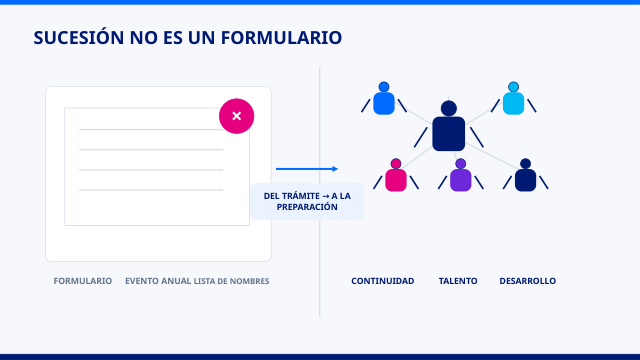 SUCESIÓN NO ES UN FORMULARIO
DEL TRÁMITE → A LA
PREPARACIÓN
FORMULARIO EVENTO ANUAL LISTA DE NOMBRES
CONTINUIDAD TALENTO DESARROLLO